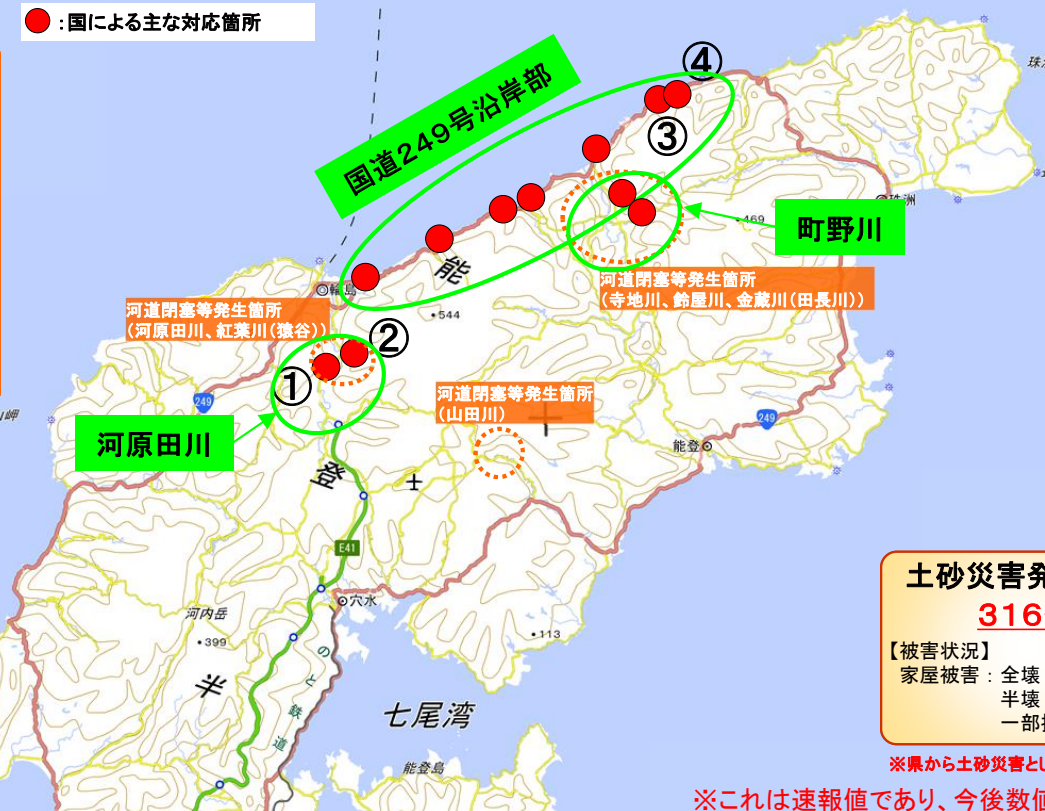 ：国による主な対応箇所
国道249号沿岸部
④
③
町野川
珠洲
469
河道閉塞等発生箇所
（寺地川、鈴屋川、金蔵川（田長川））
能
輪島
544
河道閉塞等発生箇所
（河原田川、紅葉川（猿谷））
②
①
249
河原田川
河道閉塞等発生箇所
（山田川）
249
能登
登
E41
穴水
河内岳
399
113
半
のと鉄道
七尾湾
能登島
土砂災害発
316
【被害状況】
家屋被害：全壊
半壊
一部
※県から土砂災害とし
※これは速報値であり、今後数値